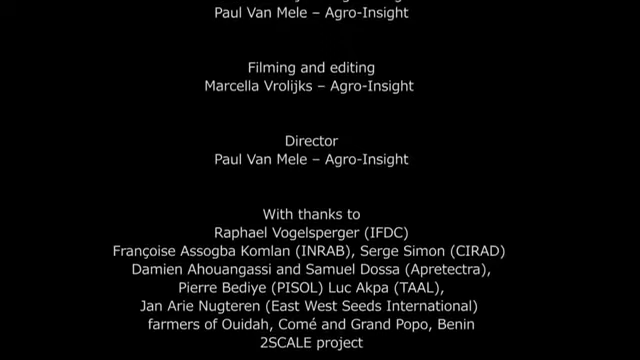 Paul Van Mele – Agro-Insight
Filming and editing
Marcella Vrolijks – Agro-Insight
Director
Paul Van Mele – Agro-Insight
With thanks to
Raphael Vogelsperger (IFDC)
Françoise Assogba Komlan (INRAB), Serge Simon (CIRAD)
Damien Ahouangassi and Samuel Dossa (Apretectra),
Pierre Bediye (PISOL) Luc Akpa (TAAL),
Jan Arie Nugteren (East West Seeds International)
farmers of Ouidah, Comé and Grand Popo, Benin
2SCALE project